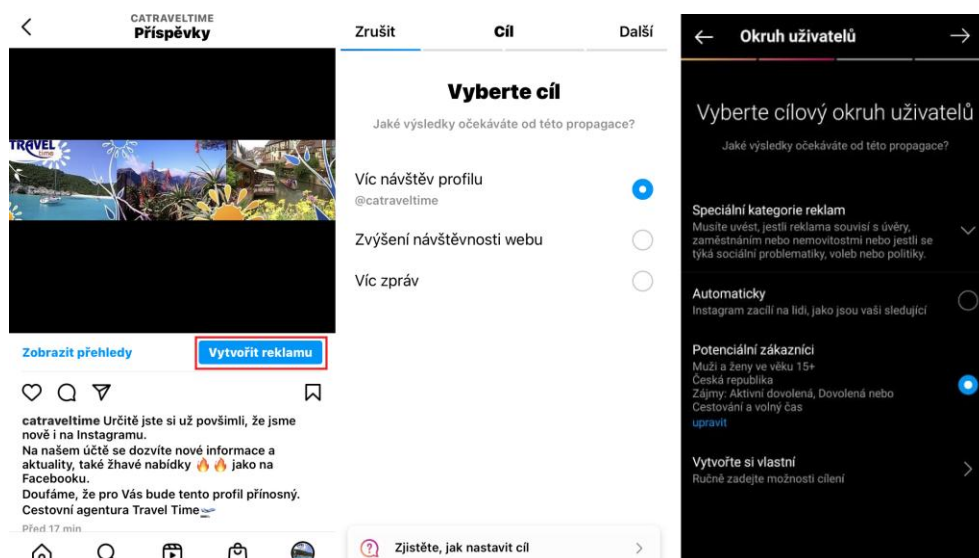 CATRAVELTIME
Příspěvky
TRAVEL
time
Zobrazit přehledy
Vytvořit reklamu
catraveltime Určitě jste si už povšimli, že jsme
nově i na Instagramu.
Na našem účtě se dozvíte nové informace a
aktuality, také žhavé nabídky 🔥🔥 jako na
Facebooku.
Doufáme, že pro Vás bude tento profil přínosný.
Cestovní agentura Travel Time🛫
Před 17 min
Zrušit
Cíl
Další
Vyberte cíl
Jaké výsledky očekáváte od této propagace?
Víc návštěv profilu
@catraveltime
Zvýšení návštěvnosti webu
Víc zpráv
Zjistěte, jak nastavit cíl
Okruh uživatelů
Vyberte cílový okruh uživatelů
Jaké výsledky očekáváte od této propagace?
Speciální kategorie reklam
Musíte uvést, jestli reklama souvisí s úvěry,
zaměstnáním nebo nemovitostmi nebo jestli se
týká sociální problematiky, voleb nebo politiky.
Automaticky
Instagram zacílí na lidi, jako jsou vaši sledující
Potenciální zákazníci
Muži a ženy ve věku 15+
Česká republika
Zájmy: Aktivní dovolená, Dovolená nebo
Cestování a volný čas
upravit
Vytvořte si vlastní
Ručně zadejte možnosti cílení